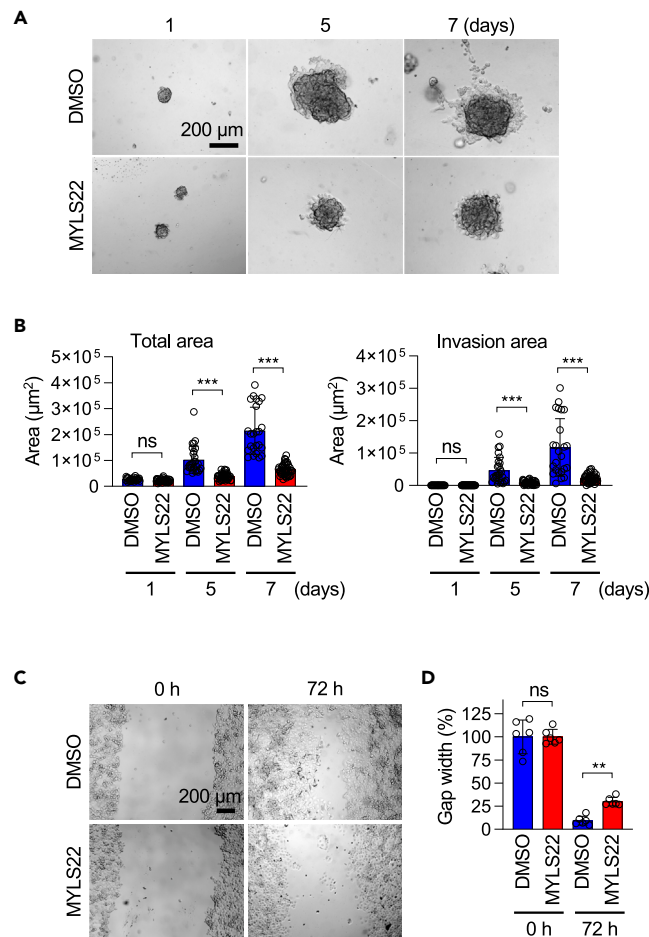 A
1 5 7 (days)
DMSO
200 µm
MYLS22
B
Total area
Area (µm²)
5×10⁵
4×10⁵
3×10⁵
2×10⁵
1×10⁵
0
ns
***
***
DMSO MYLS22 DMSO MYLS22 DMSO MYLS22
1 5 7 (days)
Invasion area
Area (µm²)
4×10⁵
3×10⁵
2×10⁵
1×10⁵
0
ns
***
***
DMSO MYLS22 DMSO MYLS22 DMSO MYLS22
1 5 7 (days)
C
0 h 72 h
DMSO
200 µm
MYLS22
D
Gap width (%)
125
100
75
50
25
0
ns
**
DMSO MYLS22 DMSO MYLS22
0 h 72 h